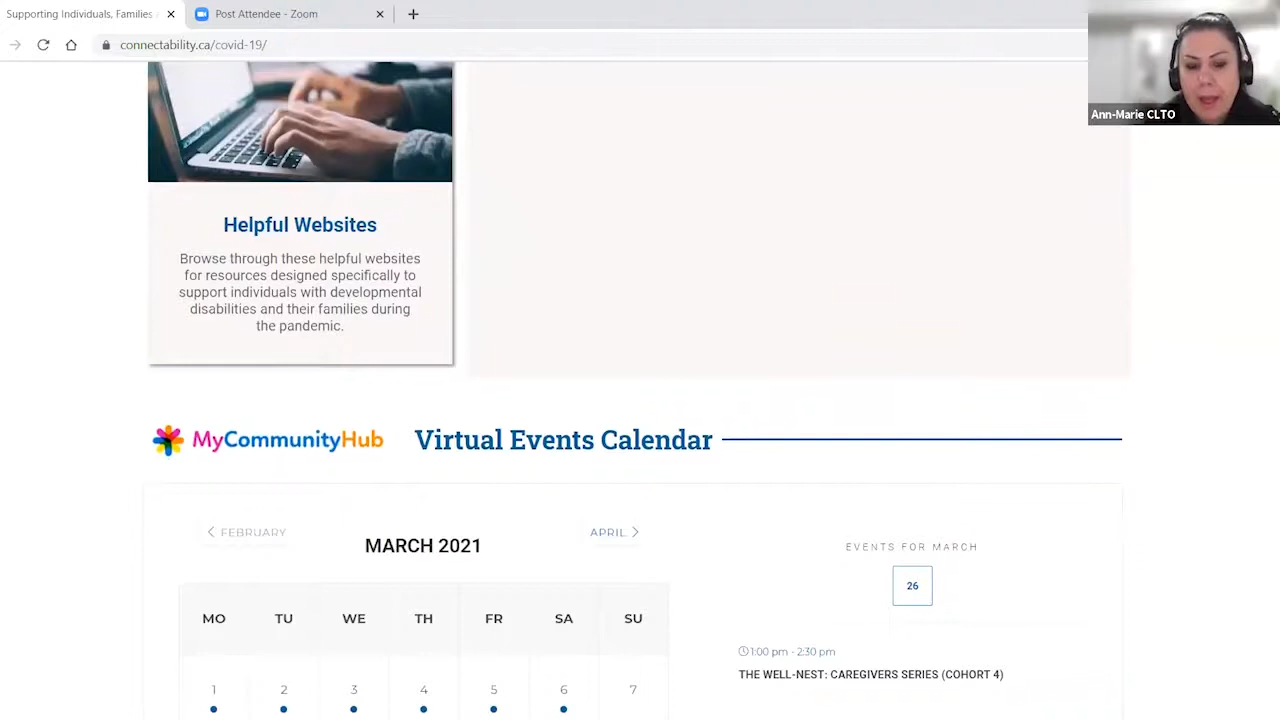 Supporting Individuals, Families
Post Attendee - Zoom
connectability.ca/covid-19/
Ann-Marie CLTO
Helpful Websites
Browse through these helpful websites
for resources designed specifically to
support individuals with developmental
disabilities and their families during
the pandemic.
MyCommunityHub
Virtual Events Calendar
FEBRUARY
MARCH 2021
APRIL
MO TU WE TH FR SA SU
1 2 3 4 5 6 7
EVENTS FOR MARCH
26
1:00 pm - 2:30 pm
THE WELL-NEST: CAREGIVERS SERIES (COHORT 4)